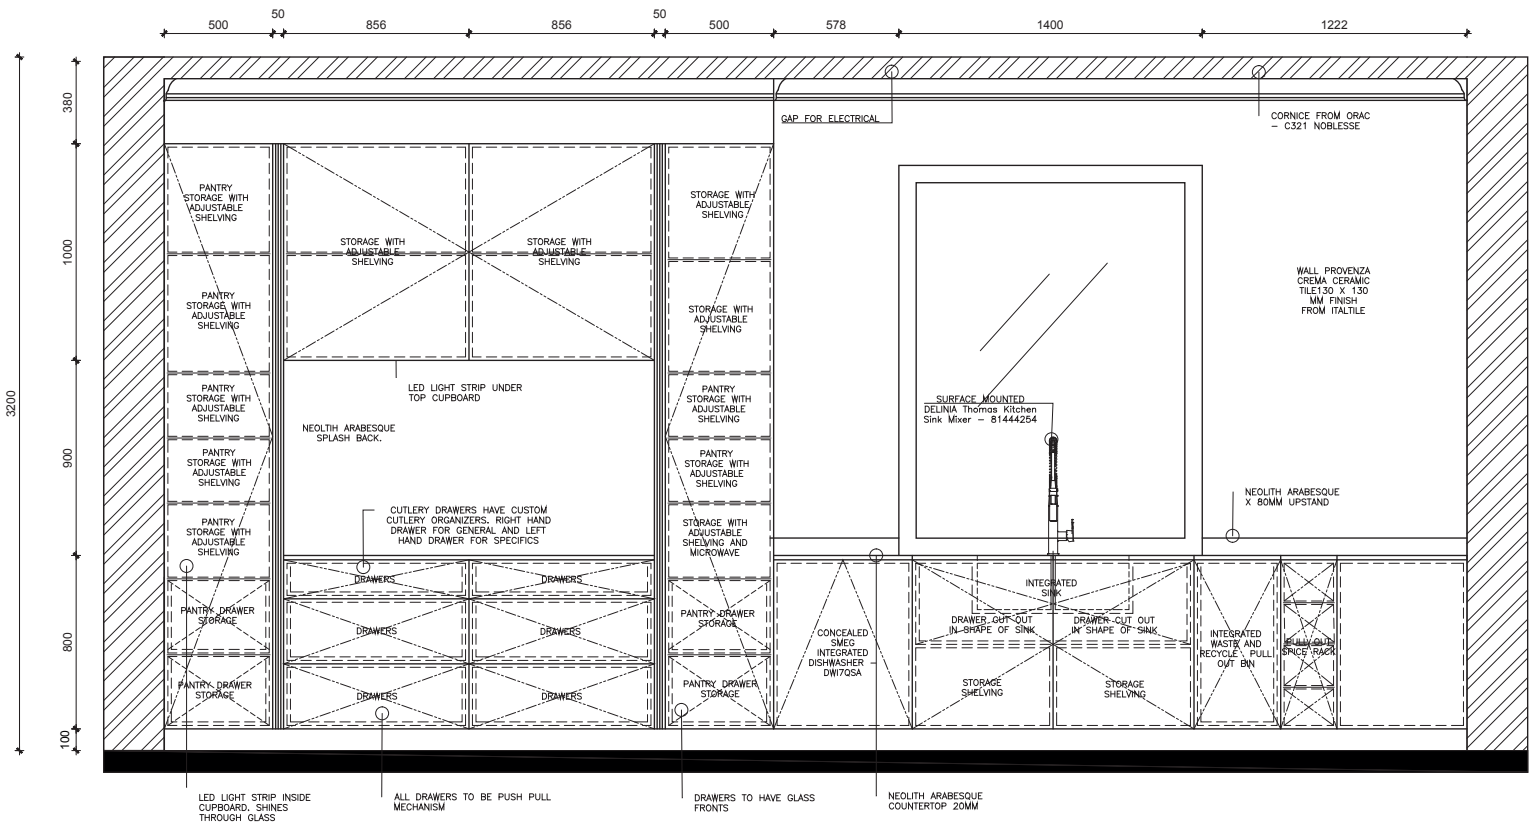 500
50
856
856
50
500
578
1400
1222
3200
380
1000
900
800
100
GAP FOR ELECTRICAL
CORNICE FROM ORAC
- C321 NOBLESSE
PANTRY
STORAGE WITH
ADJUSTABLE
SHELVING
STORAGE WITH
ADJUSTABLE
SHELVING
STORAGE WITH
ADJUSTABLE
SHELVING
STORAGE WITH
ADJUSTABLE
SHELVING
WALL PROVENZA
CREMA CERAMIC
TILE130 X 130
MM FINISH
FROM ITALTILE
PANTRY
STORAGE WITH
ADJUSTABLE
SHELVING
STORAGE WITH
ADJUSTABLE
SHELVING
LED LIGHT STRIP UNDER
TOP CUPBOARD
PANTRY
STORAGE WITH
ADJUSTABLE
SHELVING
NEOLTIH ARABESQUE
SPLASH BACK.
PANTRY
STORAGE WITH
ADJUSTABLE
SHELVING
SURFACE MOUNTED
DELINIA Thomas Kitchen
Sink Mixer - 81444254
PANTRY
STORAGE WITH
ADJUSTABLE
SHELVING
PANTRY
STORAGE WITH
ADJUSTABLE
SHELVING
NEOLITH ARABESQUE
X 80MM UPSTAND
CUTLERY DRAWERS HAVE CUSTOM
CUTLERY ORGANIZERS. RIGHT HAND
DRAWER FOR GENERAL AND LEFT
HAND DRAWER FOR SPECIFICS
PANTRY
STORAGE WITH
ADJUSTABLE
SHELVING
STORAGE WITH
ADJUSTABLE
SHELVING AND
MICROWAVE
DRAWERS
DRAWERS
INTEGRATED
SINK
PANTRY DRAWER
STORAGE
DRAWERS
DRAWERS
PANTRY DRAWER
STORAGE
CONCEALED
SMEG
INTEGRATED
DISHWASHER -
DWI7QSA
DRAWER CUT OUT
IN SHAPE OF SINK
DRAWER CUT OUT
IN SHAPE OF SINK
INTEGRATED
WASTE AND
RECYCLE PULL
OUT BIN
PULL OUT
SPICE RACK
PANTRY DRAWER
STORAGE
DRAWERS
DRAWERS
PANTRY DRAWER
STORAGE
STORAGE
SHELVING
STORAGE
SHELVING
LED LIGHT STRIP INSIDE
CUPBOARD. SHINES
THROUGH GLASS
ALL DRAWERS TO BE PUSH PULL
MECHANISM
DRAWERS TO HAVE GLASS
FRONTS
NEOLITH ARABESQUE
COUNTERTOP 20MM